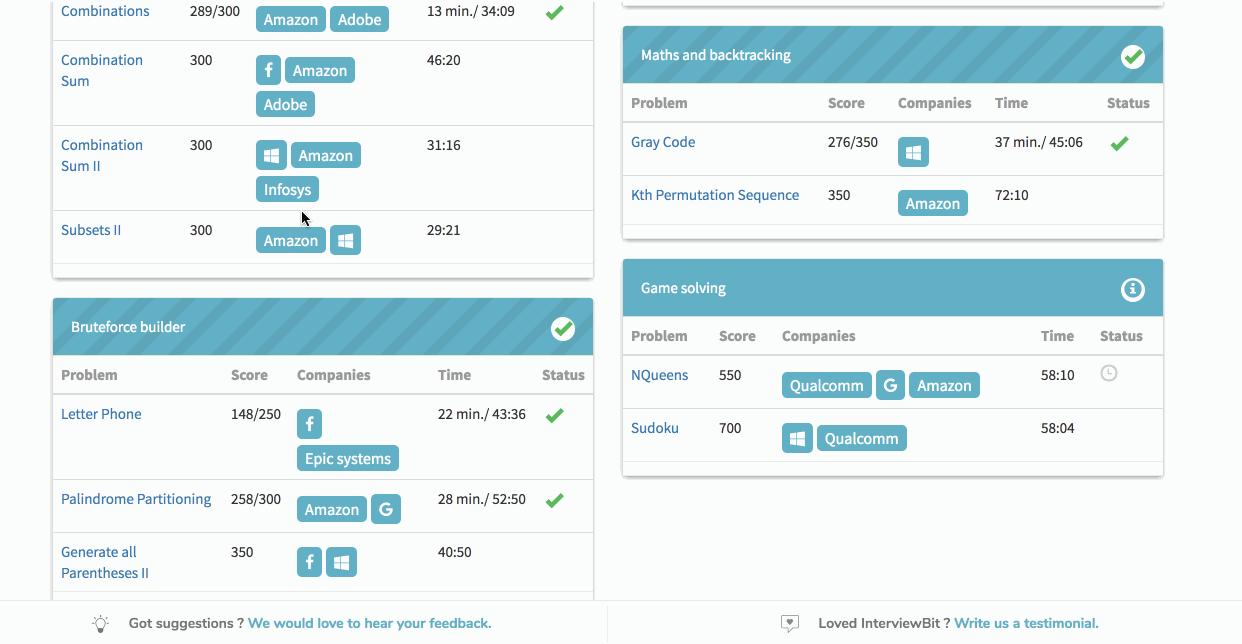 Combinations 289/300 Amazon Adobe 13 min./ 34:09
Combination 300 f Amazon 46:20
Sum
Adobe
Combination 300 Amazon 31:16
Sum II
Infosys
Subsets II 300 Amazon 29:21
Bruteforce builder
Problem Score Companies Time Status
Letter Phone 148/250 f 22 min./ 43:36
Epic systems
Palindrome Partitioning 258/300 Amazon G 28 min./ 52:50
Generate all 350 f 40:50
Parentheses II
Maths and backtracking
Problem Score Companies Time Status
Gray Code 276/350 37 min./ 45:06
Kth Permutation Sequence 350 Amazon 72:10
Game solving
Problem Score Companies Time Status
NQueens 550 Qualcomm G Amazon 58:10
Sudoku 700 Qualcomm 58:04
Got suggestions ? We would love to hear your feedback.
Loved InterviewBit ? Write us a testimonial.